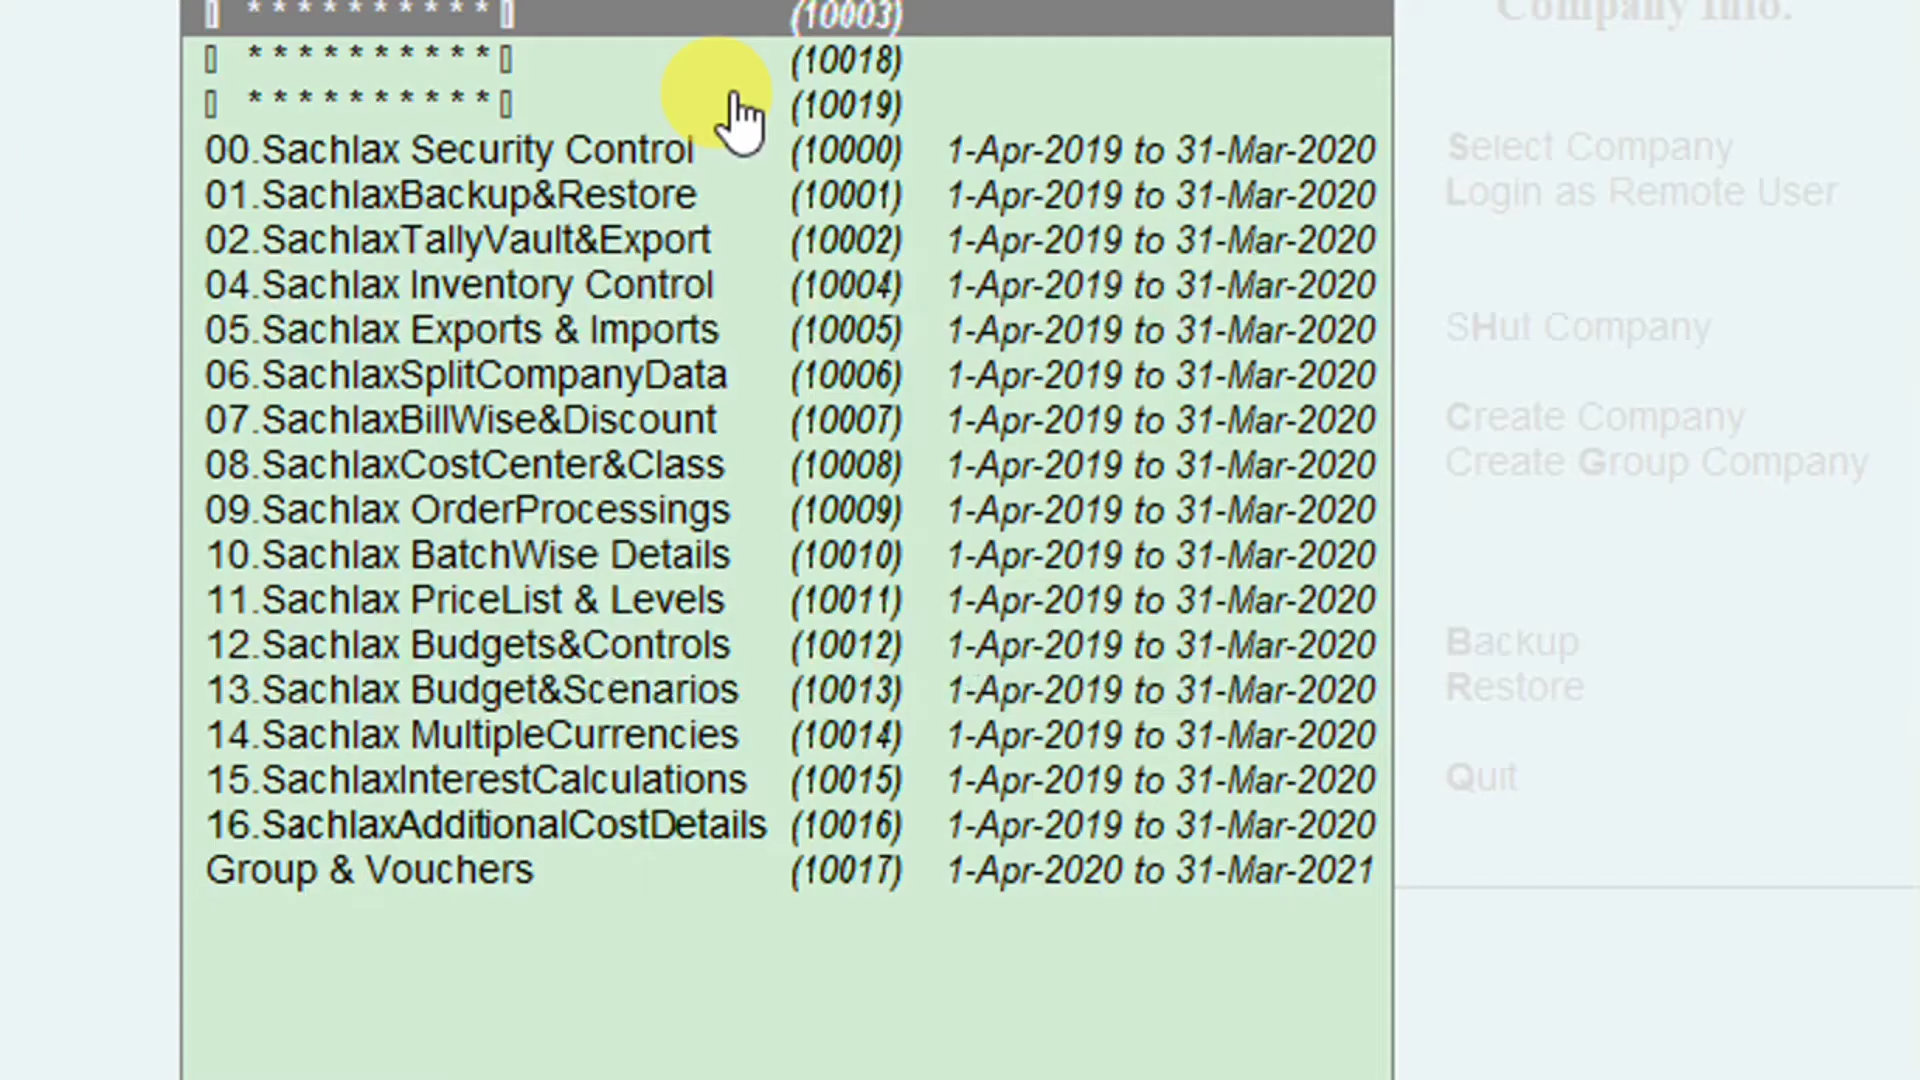 Company Info.
▯ * * * * * * * * * * ▯ (10003)
▯ * * * * * * * * * * ▯ (10018)
▯ * * * * * * * * * * ▯ (10019)
00.Sachlax Security Control (10000) 1-Apr-2019 to 31-Mar-2020
01.SachlaxBackup&Restore (10001) 1-Apr-2019 to 31-Mar-2020
02.SachlaxTallyVault&Export (10002) 1-Apr-2019 to 31-Mar-2020
04.Sachlax Inventory Control (10004) 1-Apr-2019 to 31-Mar-2020
05.Sachlax Exports & Imports (10005) 1-Apr-2019 to 31-Mar-2020
06.SachlaxSplitCompanyData (10006) 1-Apr-2019 to 31-Mar-2020
07.SachlaxBillWise&Discount (10007) 1-Apr-2019 to 31-Mar-2020
08.SachlaxCostCenter&Class (10008) 1-Apr-2019 to 31-Mar-2020
09.Sachlax OrderProcessings (10009) 1-Apr-2019 to 31-Mar-2020
10.Sachlax BatchWise Details (10010) 1-Apr-2019 to 31-Mar-2020
11.Sachlax PriceList & Levels (10011) 1-Apr-2019 to 31-Mar-2020
12.Sachlax Budgets&Controls (10012) 1-Apr-2019 to 31-Mar-2020
13.Sachlax Budget&Scenarios (10013) 1-Apr-2019 to 31-Mar-2020
14.Sachlax MultipleCurrencies (10014) 1-Apr-2019 to 31-Mar-2020
15.SachlaxInterestCalculations (10015) 1-Apr-2019 to 31-Mar-2020
16.SachlaxAdditionalCostDetails (10016) 1-Apr-2019 to 31-Mar-2020
Group & Vouchers (10017) 1-Apr-2020 to 31-Mar-2021
Select Company
Login as Remote User
SHut Company
Create Company
Create Group Company
Backup
Restore
Quit